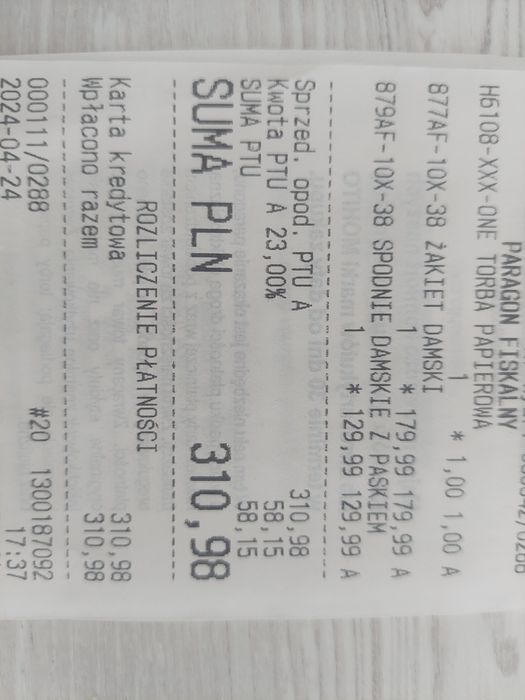 PARAGON FISKALNY
H6108-XXX-ONE TORBA PAPIEROWA
1 * 1,00 1,00 A
877AF-10X-38 ŻAKIET DAMSKI
1 * 179,99 179,99 A
879AF-10X-38 SPODNIE DAMSKIE Z PASKIEM
1 * 129,99 129,99 A
Sprzed. opod. PTU A 310,98
Kwota PTU A 23,00% 58,15
SUMA PTU 58,15
SUMA PLN 310,98
ROZLICZENIE PŁATNOŚCI
Karta kredytowa 310,98
Wpłacono razem 310,98
000111/0288 #20 1300187092
2024-04-24 17:37